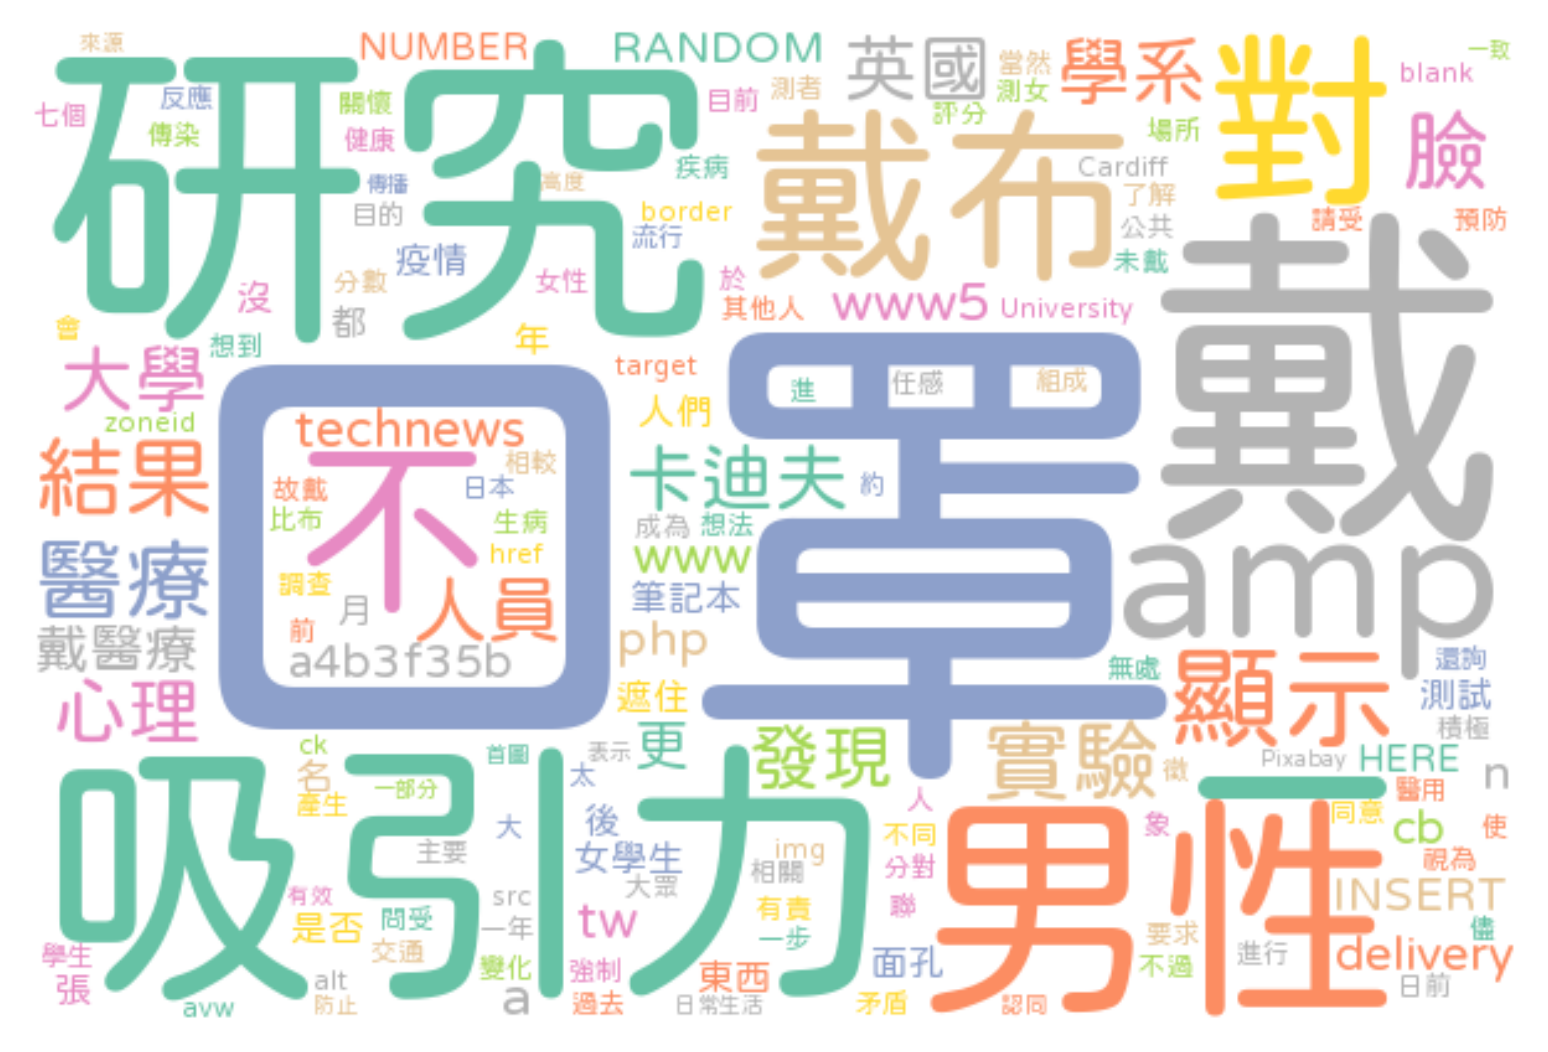 來源
NUMBER
RANDOM
英國
當然
學系
對
一致
blank
七個
反應
關懷
研究
目前
測者
測女
評分
臉
傳染
健康
疾病
戴布
場所
Cardiff
傳播
高度
目的
border
流行
了解
公共
請受
預防
疫情
未戴
戴
沒
分數
女性
於
其他人
www5
University
會
想到
都
年
大學
target
口罩
進
任感
組成
zoneid
technews
人們
結果
不
相較
卡迪夫
約
故戴
日本
比布
生病
成為
想法
醫療
href
www
amp
調查
月
人員
筆記本
戴醫療
前
a4b3f35b
php
無處
顯示
還詢
心理
遮住
測試
積極
更
發現
實驗
ck
首圖
表示
Pixabay
HERE
名
太
徵
n
吸引力
一部分
產生
人
男性
醫用
大
後
不同
象
同意
cb
使
主要
女學生
img
分對
視為
有效
src
大眾
相關
INSERT
是否
問受
一年
tw
有責
聯
一步
要求
儘
學生
交通
變化
強制
東西
面孔
不過
進行
delivery
張
alt
a
日前
avw
防止
過去
日常生活
矛盾
認同